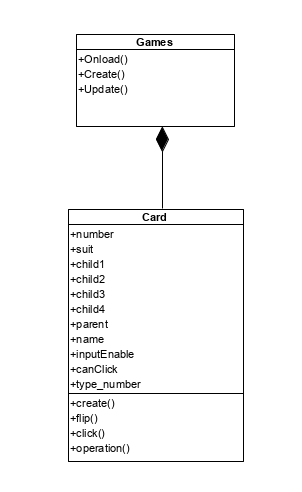 Games
+Onload()
+Create()
+Update()
Card
+number
+suit
+child1
+child2
+child3
+child4
+parent
+name
+inputEnable
+canClick
+type_number
+create()
+flip()
+click()
+operation()